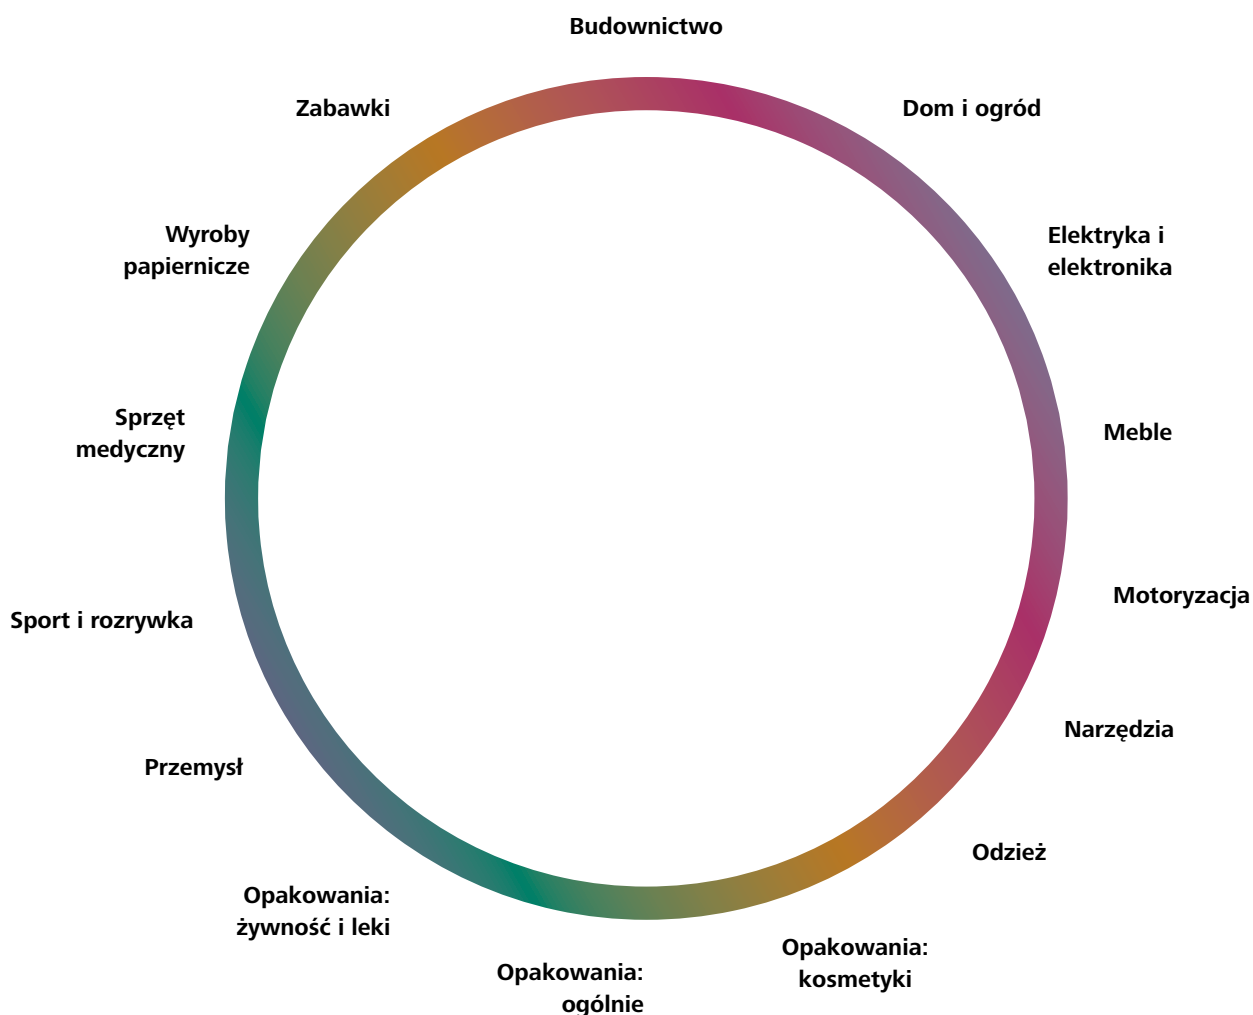 Budownictwo
Dom i ogród
Elektryka i
elektronika
Meble
Motoryzacja
Narzędzia
Odzież
Opakowania:
kosmetyki
Opakowania:
ogólnie
Opakowania:
żywność i leki
Przemysł
Sport i rozrywka
Sprzęt
medyczny
Wyroby
papiernicze
Zabawki